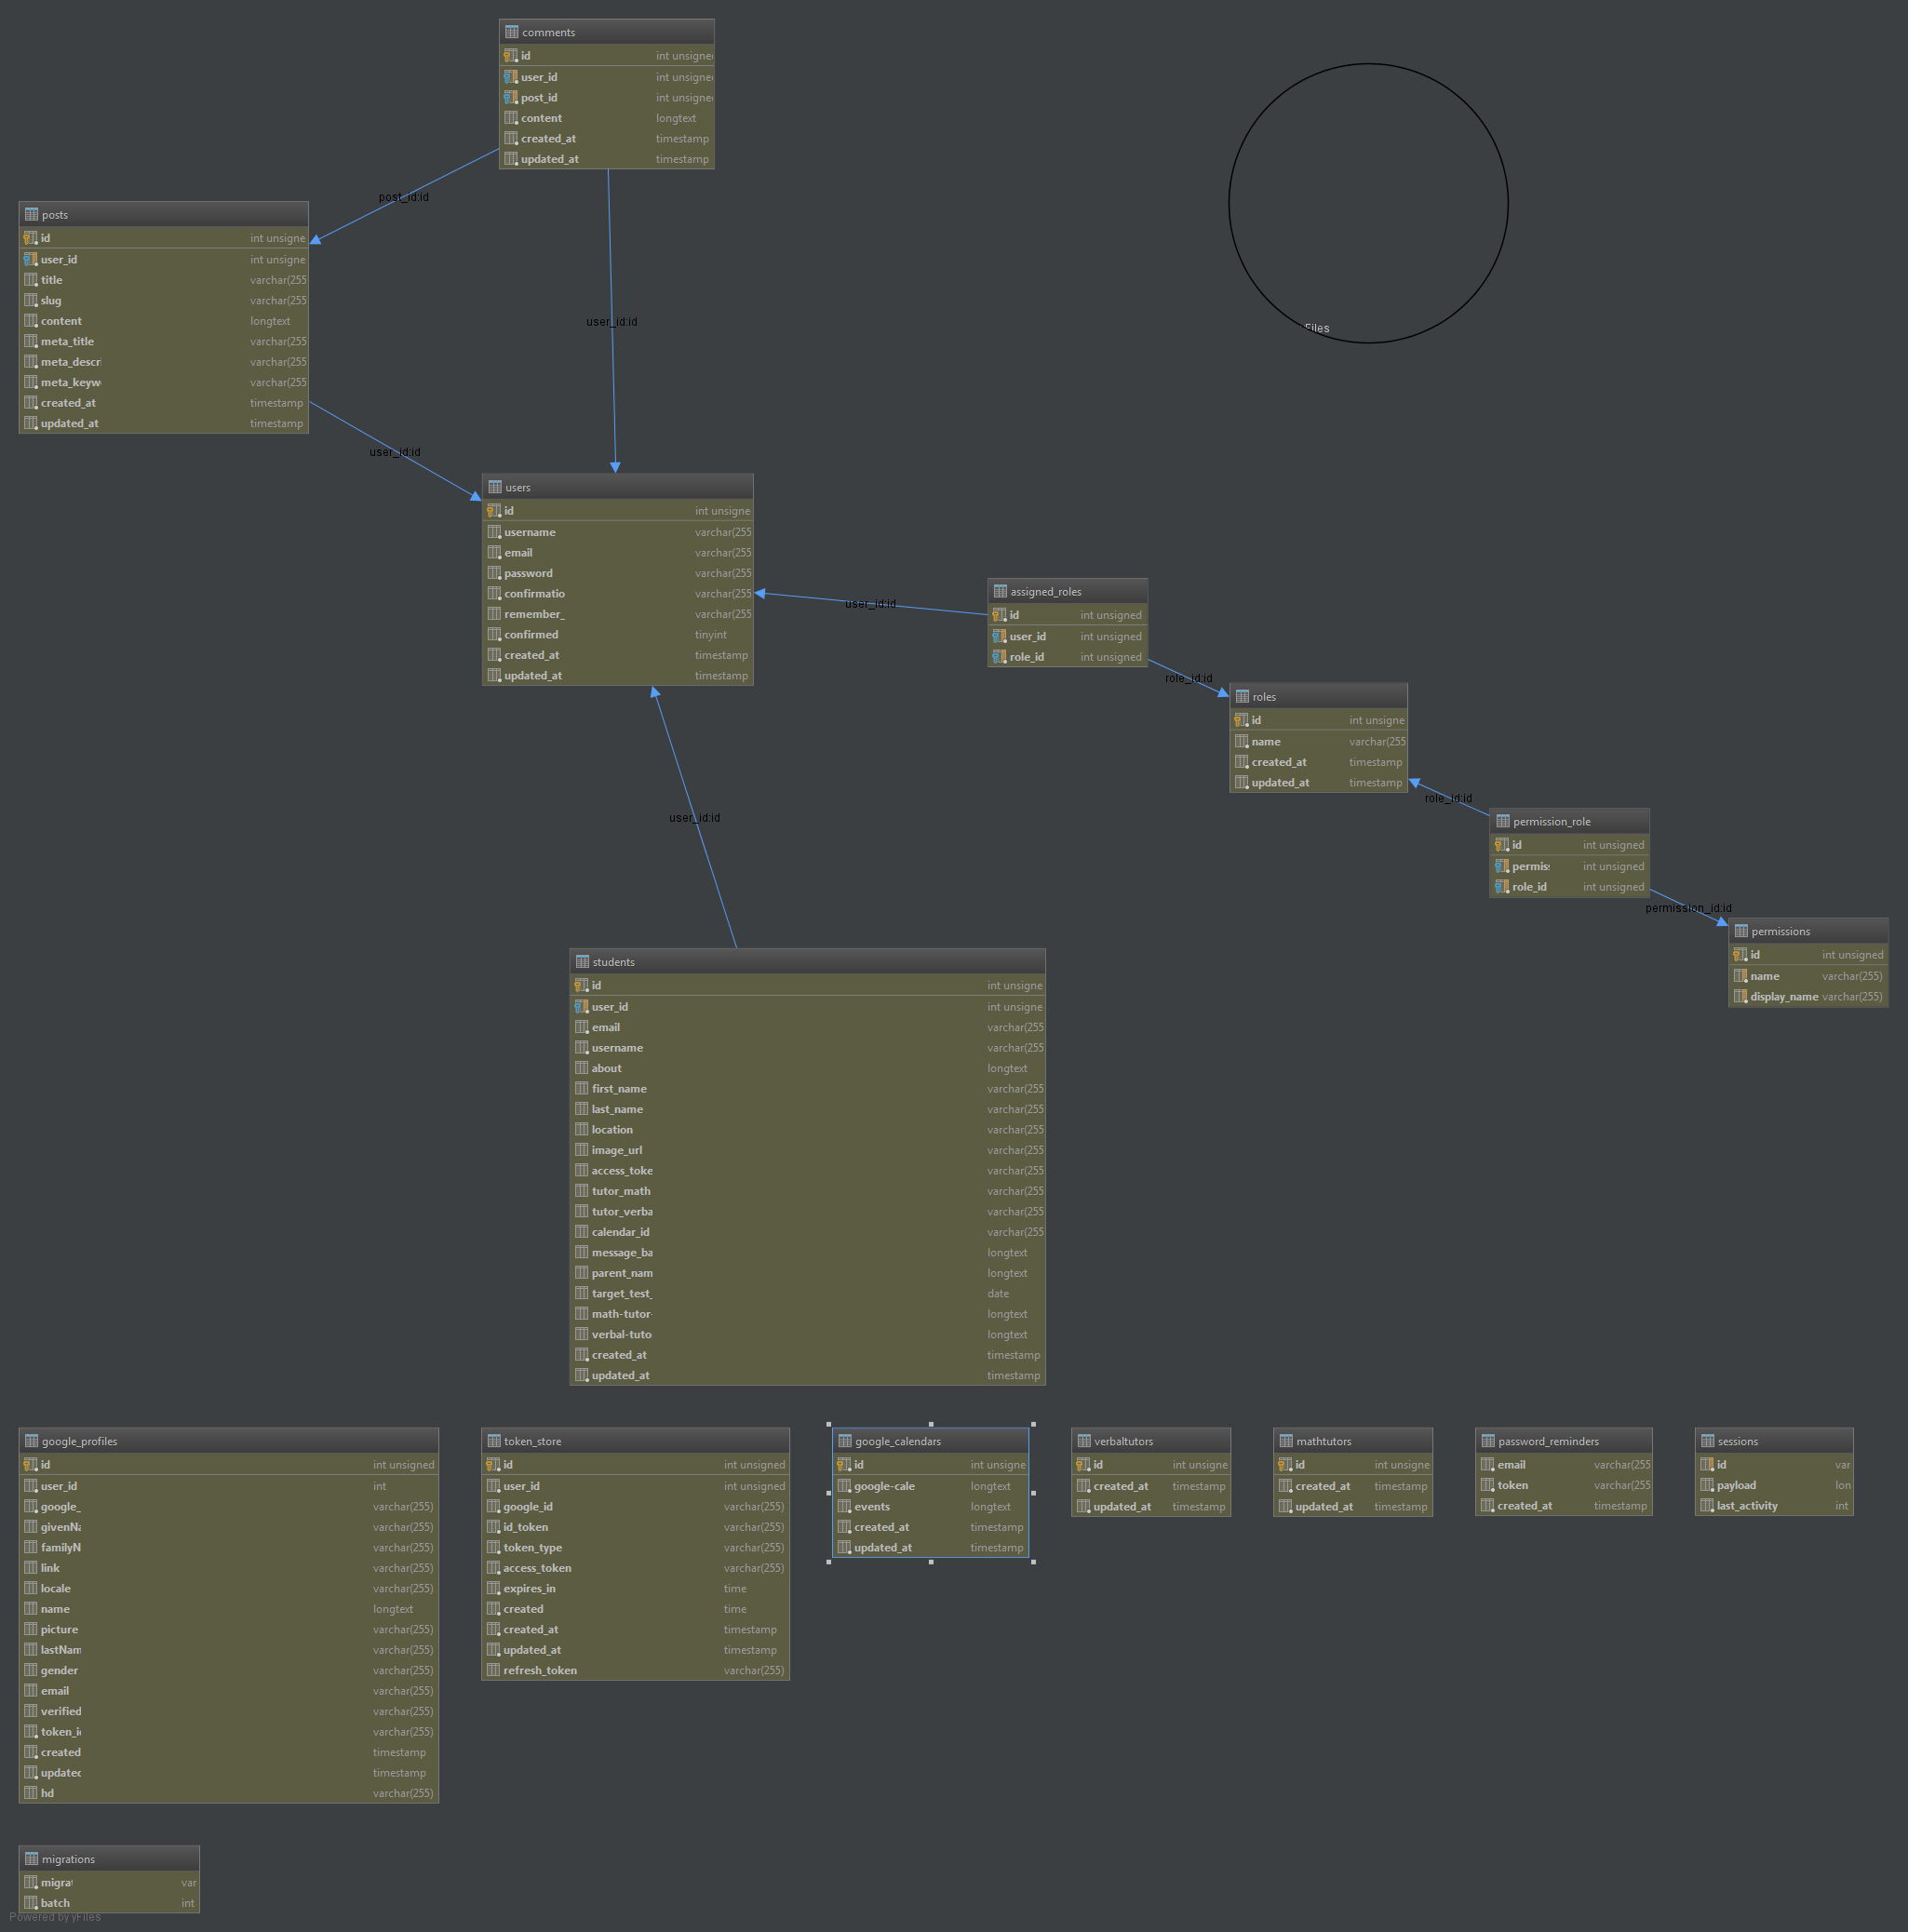 comments
id int unsigned
user_id int unsigned
post_id int unsigned
content longtext
created_at timestamp
updated_at timestamp
post_id:id
posts
id int unsigne
user_id int unsigne
title varchar(255
slug varchar(255
content longtext
meta_title varchar(255
meta_descri varchar(255
meta_keyw varchar(255
created_at timestamp
updated_at timestamp
user_id:id
Files
user_id:id
users
id int unsigne
username varchar(255
email varchar(255
password varchar(255
confirmatio varchar(255
remember_ varchar(255
confirmed tinyint
created_at timestamp
updated_at timestamp
user_id:id
assigned_roles
id int unsigned
user_id int unsigned
role_id int unsigned
role_id:id
roles
id int unsigne
name varchar(255
created_at timestamp
updated_at timestamp
role_id:id
permission_role
id int unsigned
permiss int unsigned
role_id int unsigned
permission_id:id
permissions
id int unsigned
name varchar(255)
display_name varchar(255)
user_id:id
students
id int unsigne
user_id int unsigne
email varchar(255
username varchar(255
about longtext
first_name varchar(255
last_name varchar(255
location varchar(255
image_url varchar(255
access_toke varchar(255
tutor_math varchar(255
tutor_verba varchar(255
calendar_id varchar(255
message_ba longtext
parent_nam longtext
target_test_ date
math-tutor- longtext
verbal-tuto longtext
created_at timestamp
updated_at timestamp
google_profiles
id int unsigned
user_id int
google_ varchar(255)
givenNa varchar(255)
familyN varchar(255)
link varchar(255)
locale varchar(255)
name longtext
picture varchar(255)
lastNam varchar(255)
gender varchar(255)
email varchar(255)
verified varchar(255)
token_i varchar(255)
created timestamp
updated timestamp
hd varchar(255)
token_store
id int unsigned
user_id int unsigned
google_id varchar(255)
id_token varchar(255)
token_type varchar(255)
access_token varchar(255)
expires_in time
created time
created_at timestamp
updated_at timestamp
refresh_token varchar(255)
google_calendars
id int unsigne
google-cale longtext
events longtext
created_at timestamp
updated_at timestamp
verbaltutors
id int unsigne
created_at timestamp
updated_at timestamp
mathtutors
id int unsigne
created_at timestamp
updated_at timestamp
password_reminders
email varchar(255
token varchar(255
created_at timestamp
sessions
id var
payload lon
last_activity int
migrations
migrat var
batch int
Powered by yFiles